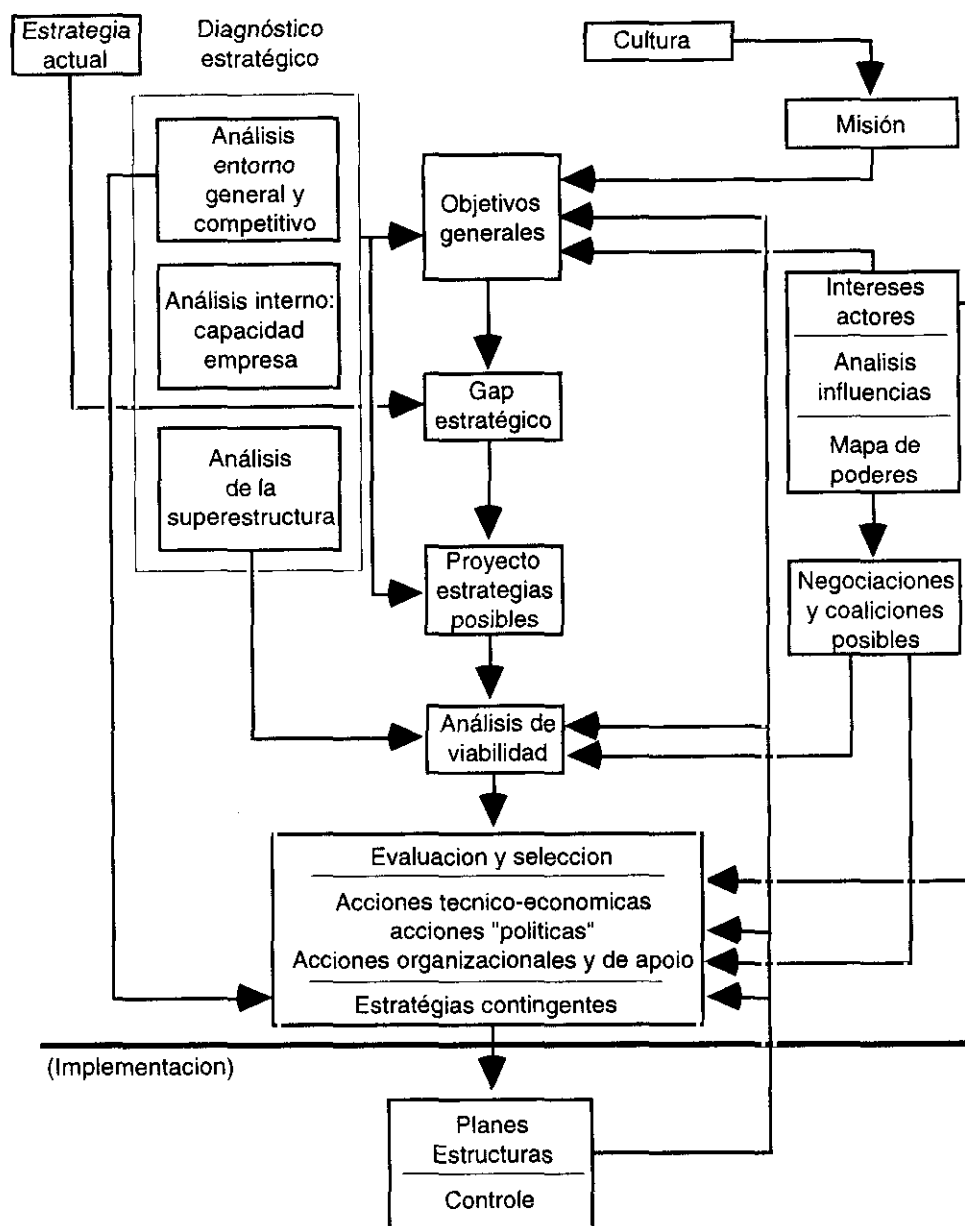 Estrategia
actual
Diagnóstico
estratégico
Cultura
Misión
Análisis
entorno
general y
competitivo
Objetivos
generales
Análisis interno:
capacidad
empresa
Intereses
actores
Analisis
influencias
Mapa de
poderes
Gap
estratégico
Análisis
de la
superestructura
Proyecto
estrategias
posibles
Negociaciones
y coaliciones
posibles
Análisis de
viabilidad
Evaluacion y seleccion
Acciones tecnico-economicas
acciones "politicas"
Acciones organizacionales y de apoio
Estratégias contingentes
(Implementacion)
Planes
Estructuras
Controle